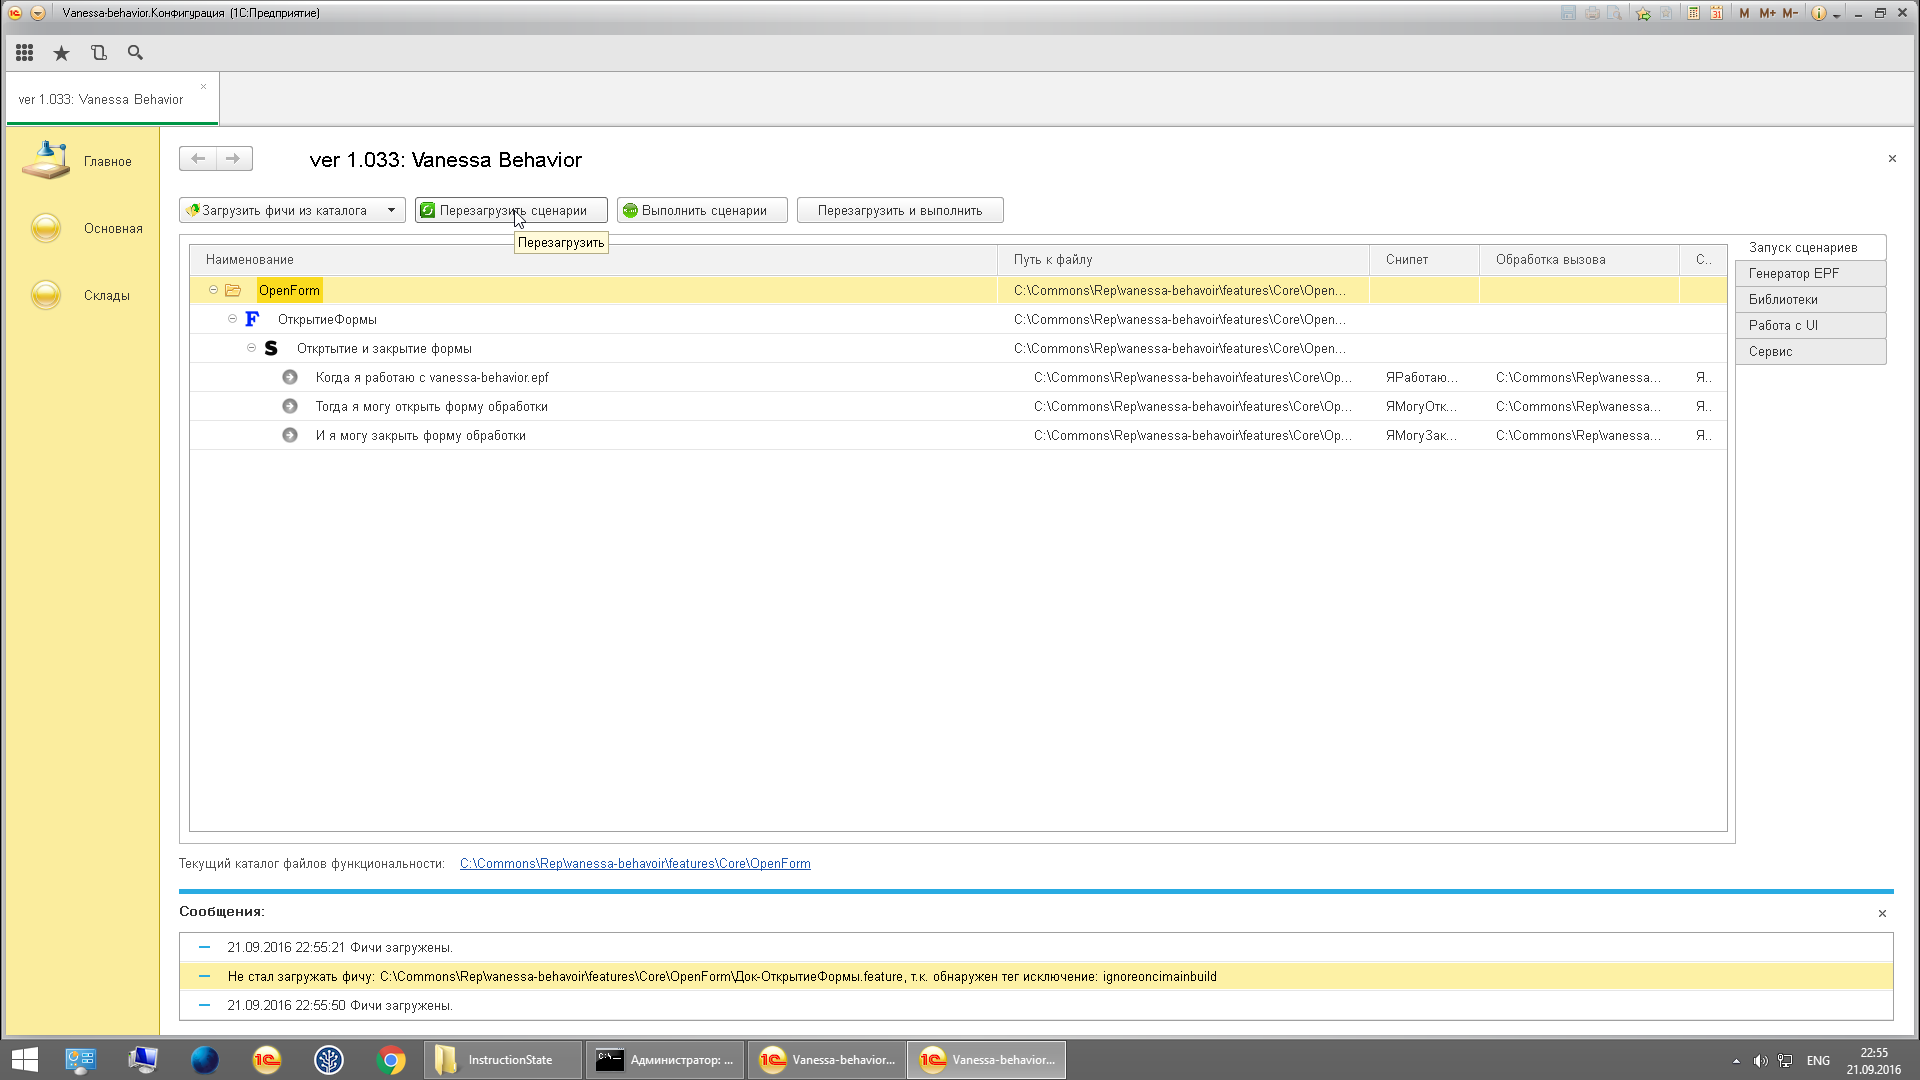 Vanessa-behavior.Конфигурация (1С:Предприятие)
M M+ M-
ver 1.033: Vanessa Behavior
Главное
Основная
Склады
ver 1.033: Vanessa Behavior
Загрузить фичи из каталога
Перезагрузить сценарии
Выполнить сценарии
Перезагрузить и выполнить
Перезагрузить
Наименование Путь к файлу Снипет Обработка вызова С..
OpenForm C:\Commons\Rep\vanessa-behavoir\features\Core\Open...
F ОткрытиеФормы C:\Commons\Rep\vanessa-behavoir\features\Core\Open...
S Откртытие и закрытие формы C:\Commons\Rep\vanessa-behavoir\features\Core\Open...
Когда я работаю с vanessa-behavior.epf C:\Commons\Rep\vanessa-behavoir\features\Core\Op... ЯРаботаю... C:\Commons\Rep\vanessa... Я..
Тогда я могу открыть форму обработки C:\Commons\Rep\vanessa-behavoir\features\Core\Op... ЯМогуОтк... C:\Commons\Rep\vanessa... Я..
И я могу закрыть форму обработки C:\Commons\Rep\vanessa-behavoir\features\Core\Op... ЯМогуЗак... C:\Commons\Rep\vanessa... Я..
Запуск сценариев
Генератор EPF
Библиотеки
Работа с UI
Сервис
Текущий каталог файлов функциональности: C:\Commons\Rep\vanessa-behavoir\features\Core\OpenForm
Сообщения:
21.09.2016 22:55:21 Фичи загружены.
Не стал загружать фичу: C:\Commons\Rep\vanessa-behavoir\features\Core\OpenForm\Док-ОткрытиеФормы.feature, т.к. обнаружен тег исключение: ignoreoncimainbuild
21.09.2016 22:55:50 Фичи загружены.
InstructionState
Администратор: ...
Vanessa-behavior...
Vanessa-behavior...
ENG
22:55
21.09.2016